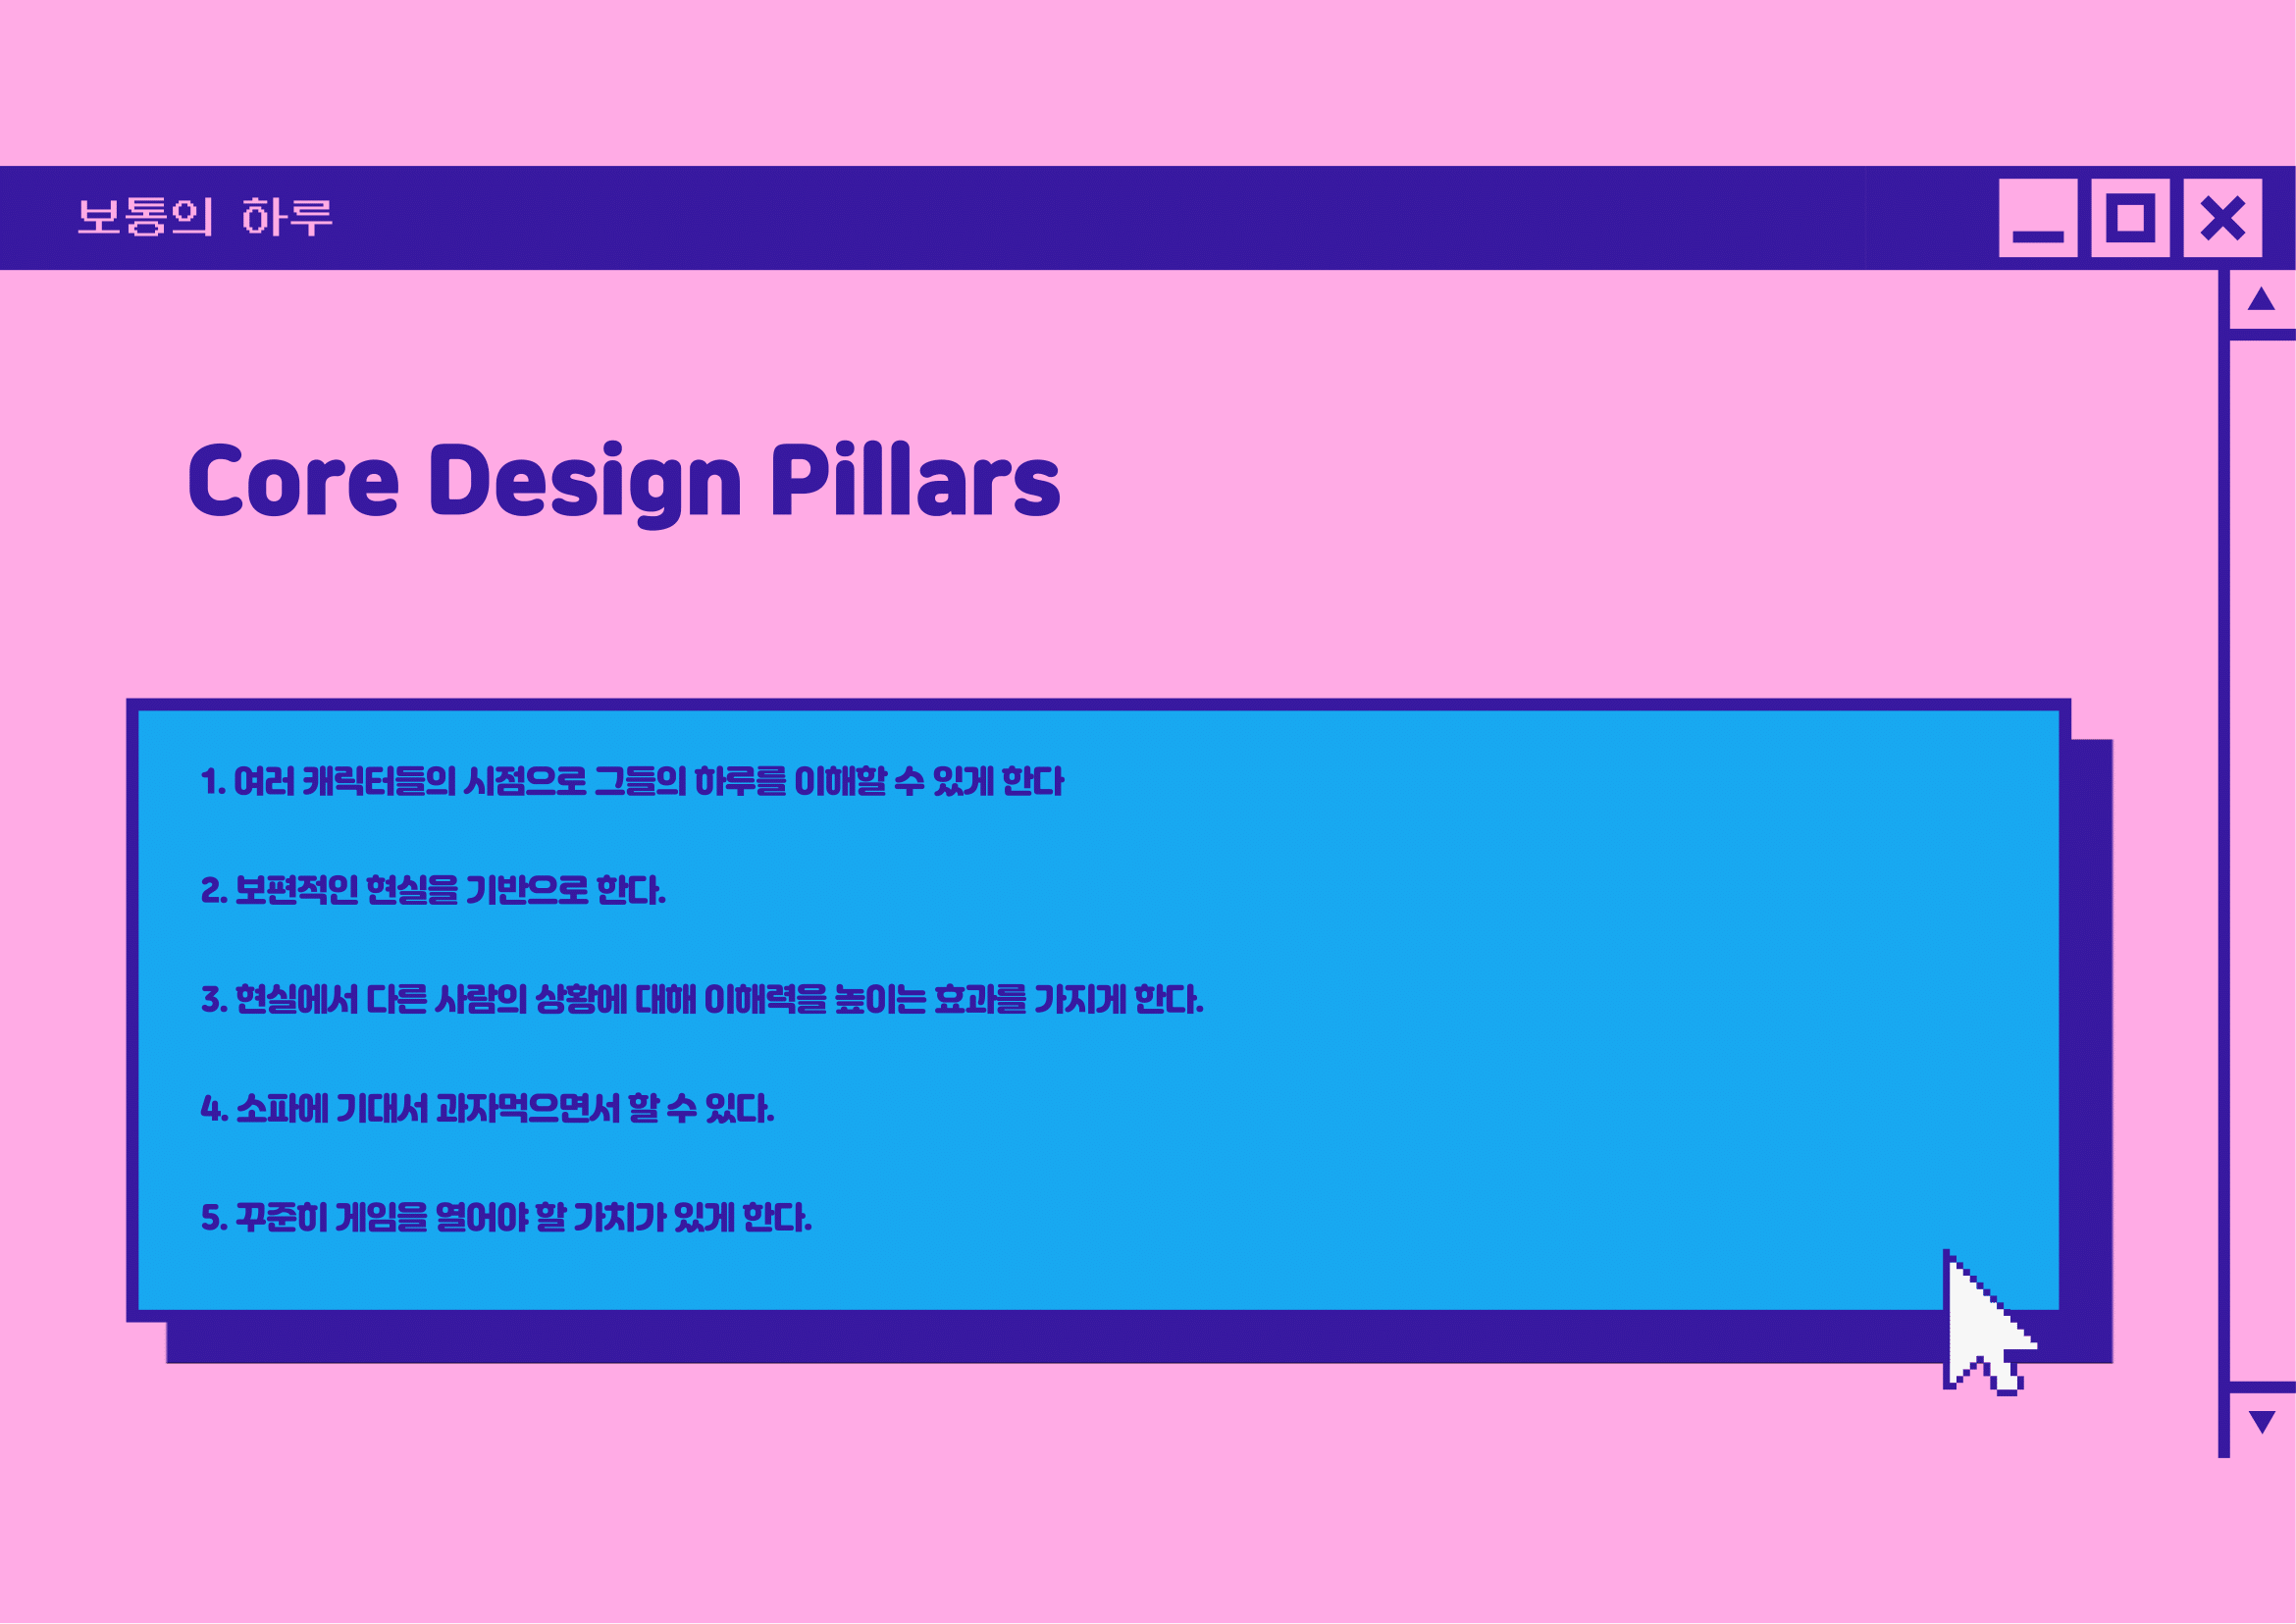 보통의 하루
Core Design Pillars
1. 여러 캐릭터들의 시점으로 그들의 하루를 이해할 수 있게 한다
2. 보편적인 현실을 기반으로 한다.
3. 현실에서 다른 사람의 상황에 대해 이해력을 높이는 효과를 가지게 한다.
4. 소파에 기대서 과자먹으면서 할 수 있다.
5. 꾸준히 게임을 열어야 할 가치가 있게 한다.